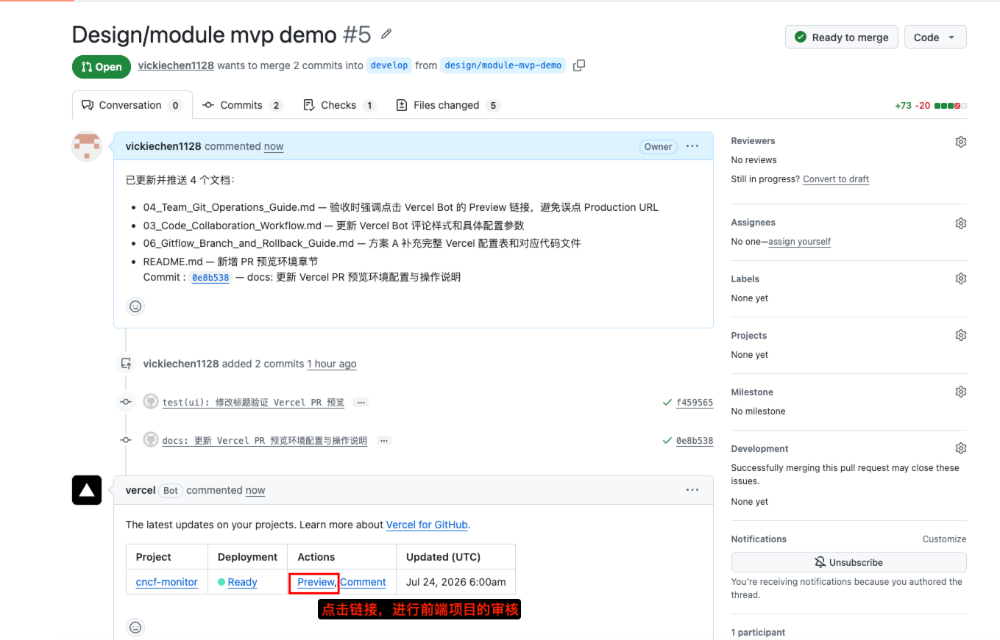 Design/module mvp demo #5
Ready to merge
Code
Open
vickiechen1128 wants to merge 2 commits into develop from design/module-mvp-demo
Conversation 0
Commits 2
Checks 1
Files changed 5
+73 -20
vickiechen1128 commented now
Owner
已更新并推送 4 个文档：
04_Team_Git_Operations_Guide.md — 验收时强调点击 Vercel Bot 的 Preview 链接，避免误点 Production URL
03_Code_Collaboration_Workflow.md — 更新 Vercel Bot 评论样式和具体配置参数
06_Gitflow_Branch_and_Rollback_Guide.md — 方案 A 补充完整 Vercel 配置表和对应代码文件
README.md — 新增 PR 预览环境章节
Commit : 0e8b538 — docs: 更新 Vercel PR 预览环境配置与操作说明
vickiechen1128 added 2 commits 1 hour ago
test(ui): 修改标题验证 Vercel PR 预览
f459565
docs: 更新 Vercel PR 预览环境配置与操作说明
0e8b538
vercel Bot commented now
The latest updates on your projects. Learn more about Vercel for GitHub.
Project Deployment Actions Updated (UTC)
cncf-monitor Ready Preview, Comment Jul 24, 2026 6:00am
点击链接，进行前端项目的审核
Reviewers
No reviews
Still in progress? Convert to draft
Assignees
No one—assign yourself
Labels
None yet
Projects
None yet
Milestone
No milestone
Development
Successfully merging this pull request may close these
issues.
None yet
Notifications
Customize
Unsubscribe
You're receiving notifications because you authored the
thread.
1 participant